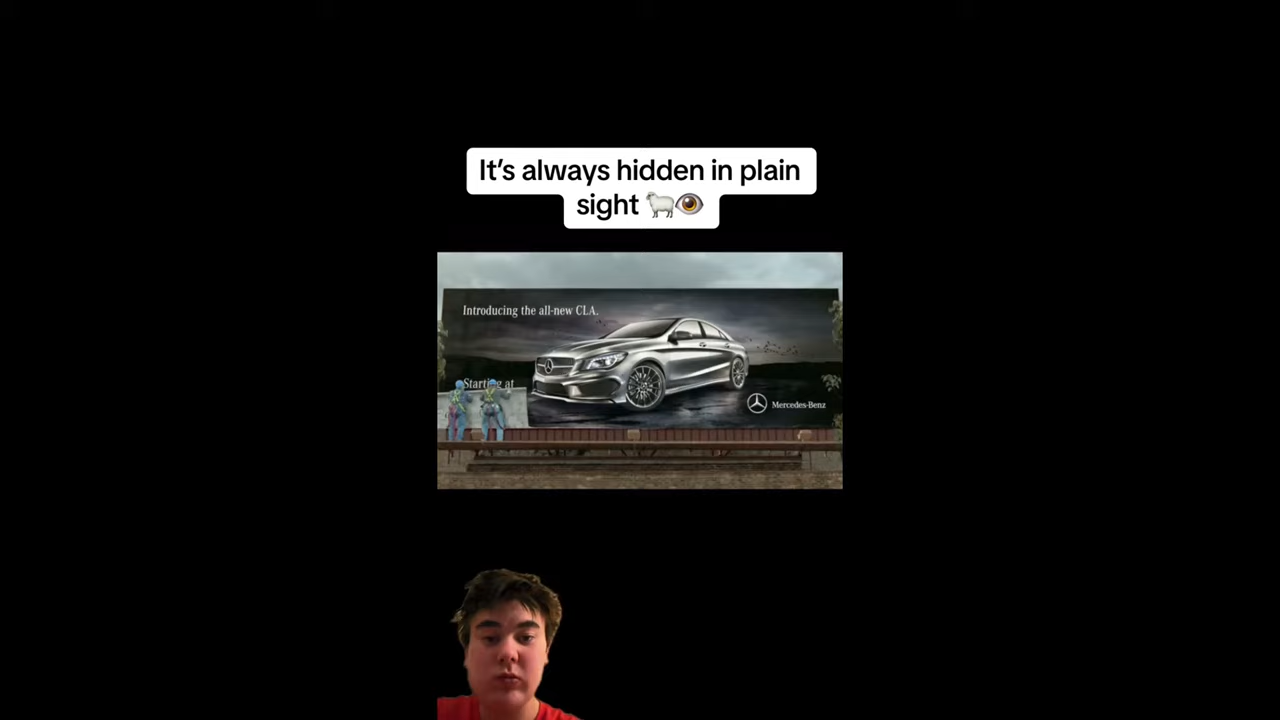 It's always hidden in plain
sight 🐑👁️
Introducing the all-new CLA.
Starting at
Mercedes-Benz